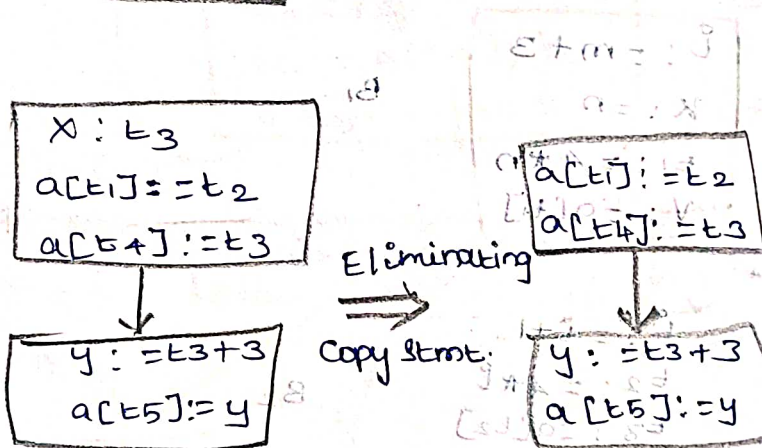 x : t3
a[t1] := t2
a[t4] := t3
y := t3+3
a[t5] := y
Eliminating
Copy Stmt.
a[t1] := t2
a[t4] := t3
y := t3+3
a[t5] := y